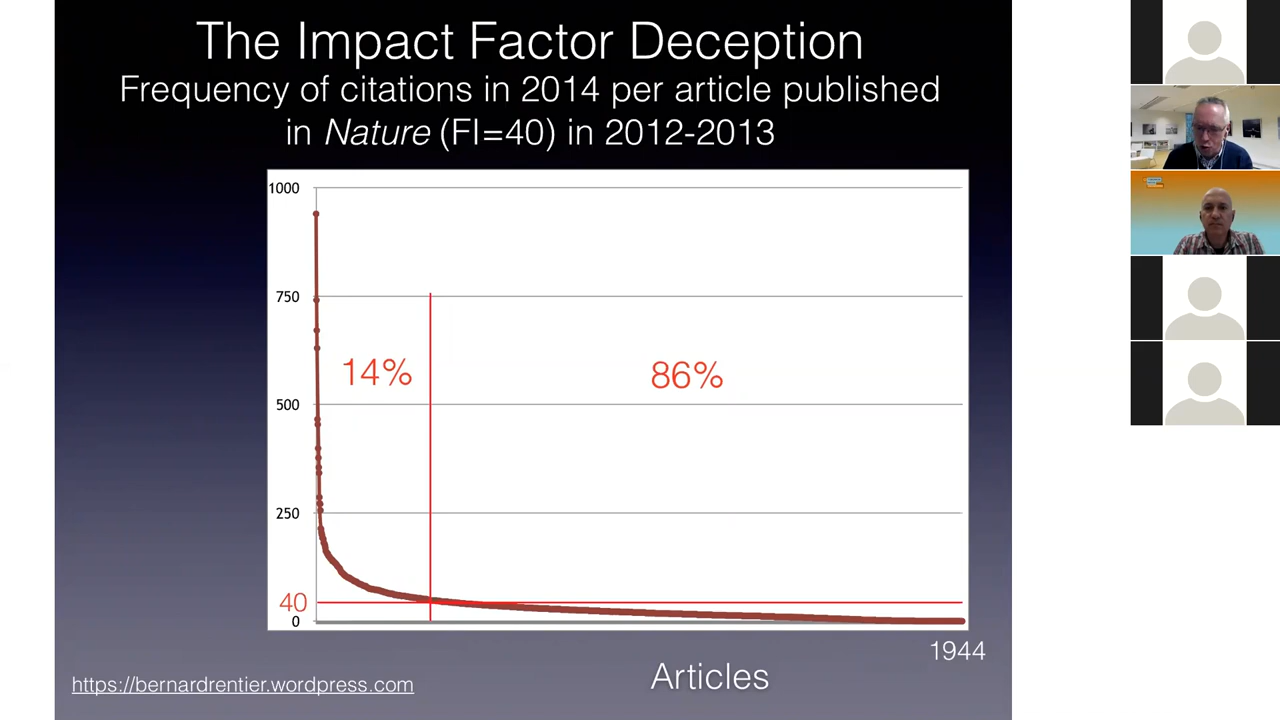 The Impact Factor Deception
Frequency of citations in 2014 per article published
in Nature (FI=40) in 2012-2013
1000
750
14%
86%
500
250
40
0
1944
Articles
https://bernardrentier.wordpress.com